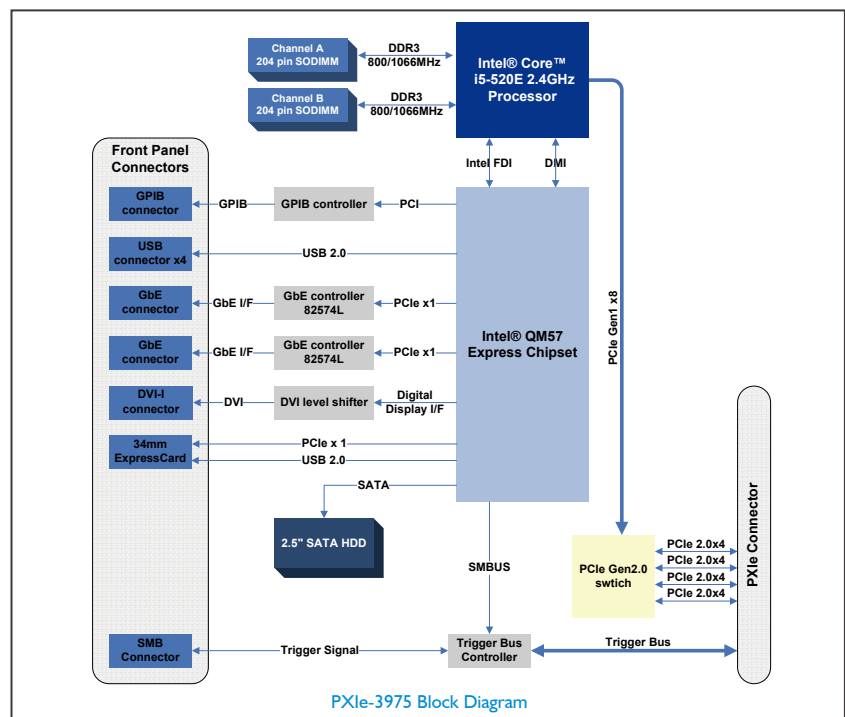 Channel A
204 pin SODIMM
DDR3
800/1066MHz
Channel B
204 pin SODIMM
DDR3
800/1066MHz
Intel® Core™
i5-520E 2.4GHz
Processor
Intel FDI
DMI
PCIe Gen1 x8
Front Panel
Connectors
GPIB
connector
GPIB
GPIB controller
PCI
USB
connector x4
USB 2.0
GbE
connector
GbE I/F
GbE controller
82574L
PCIe x1
GbE
connector
GbE I/F
GbE controller
82574L
PCIe x1
Intel® QM57
Express Chipset
DVI-I
connector
DVI
DVI level shifter
Digital
Display I/F
34mm
ExpressCard
PCIe x 1
USB 2.0
SATA
2.5" SATA HDD
SMBUS
PCIe Gen2.0
swtich
PCIe 2.0x4
PCIe 2.0x4
PCIe 2.0x4
PCIe 2.0x4
PXIe Connector
SMB
Connector
Trigger Signal
Trigger Bus
Controller
Trigger Bus
PXIe-3975 Block Diagram